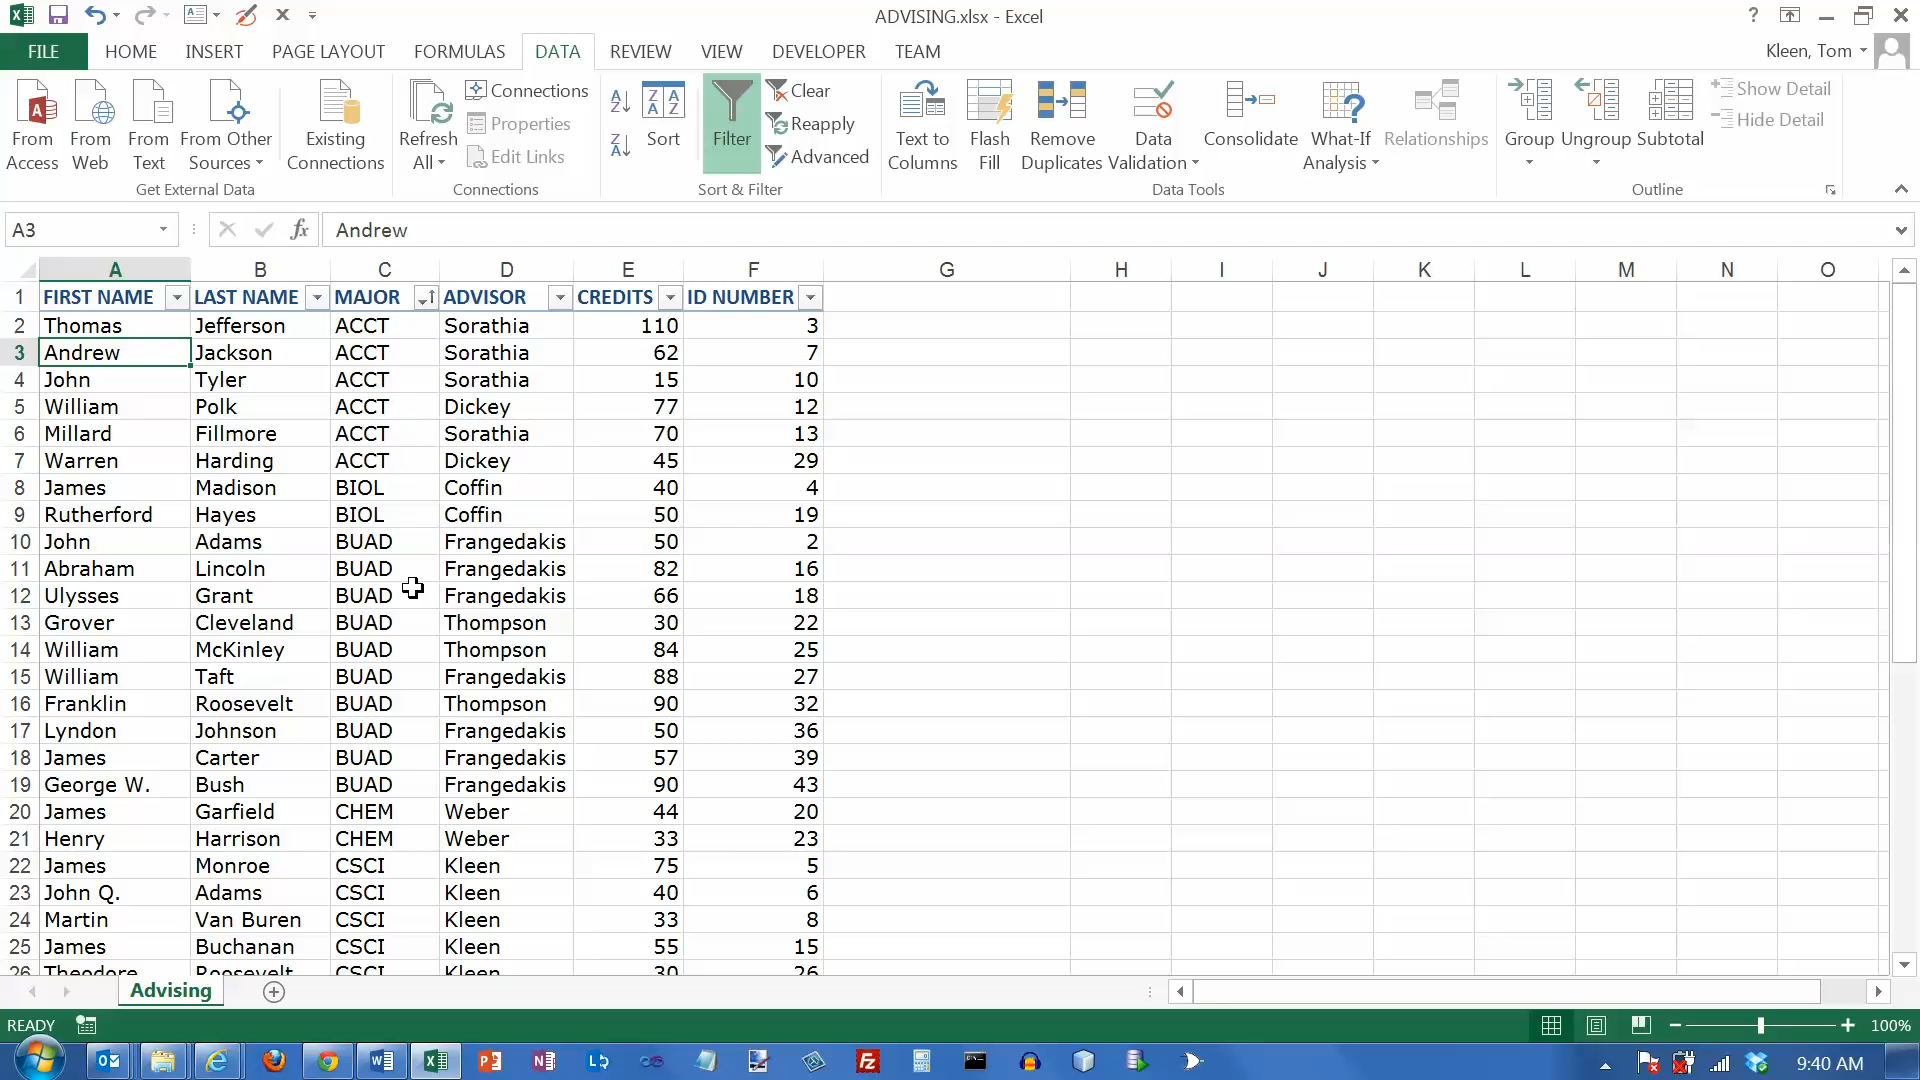 ADVISING.xlsx - Excel
?
FILE HOME INSERT PAGE LAYOUT FORMULAS DATA REVIEW VIEW DEVELOPER TEAM Kleen, Tom
From Access
From Web
From Text
From Other Sources
Get External Data
Existing Connections
Refresh All
Connections
Properties
Edit Links
Connections
Sort
Filter
Clear
Reapply
Advanced
Sort & Filter
Text to Columns
Flash Fill
Remove Duplicates
Data Validation
Consolidate
What-If Analysis
Relationships
Data Tools
Group
Ungroup
Subtotal
Show Detail
Hide Detail
Outline
A3 fx Andrew
A B C D E F G H I J K L M N O
1 FIRST NAME LAST NAME MAJOR ADVISOR CREDITS ID NUMBER
2 Thomas Jefferson ACCT Sorathia 110 3
3 Andrew Jackson ACCT Sorathia 62 7
4 John Tyler ACCT Sorathia 15 10
5 William Polk ACCT Dickey 77 12
6 Millard Fillmore ACCT Sorathia 70 13
7 Warren Harding ACCT Dickey 45 29
8 James Madison BIOL Coffin 40 4
9 Rutherford Hayes BIOL Coffin 50 19
10 John Adams BUAD Frangedakis 50 2
11 Abraham Lincoln BUAD Frangedakis 82 16
12 Ulysses Grant BUAD Frangedakis 66 18
13 Grover Cleveland BUAD Thompson 30 22
14 William McKinley BUAD Thompson 84 25
15 William Taft BUAD Frangedakis 88 27
16 Franklin Roosevelt BUAD Thompson 90 32
17 Lyndon Johnson BUAD Frangedakis 50 36
18 James Carter BUAD Frangedakis 57 39
19 George W. Bush BUAD Frangedakis 90 43
20 James Garfield CHEM Weber 44 20
21 Henry Harrison CHEM Weber 33 23
22 James Monroe CSCI Kleen 75 5
23 John Q. Adams CSCI Kleen 40 6
24 Martin Van Buren CSCI Kleen 33 8
25 James Buchanan CSCI Kleen 55 15
26 Theodore Roosevelt CSCI Kleen 30 26
Advising
READY 100%
9:40 AM